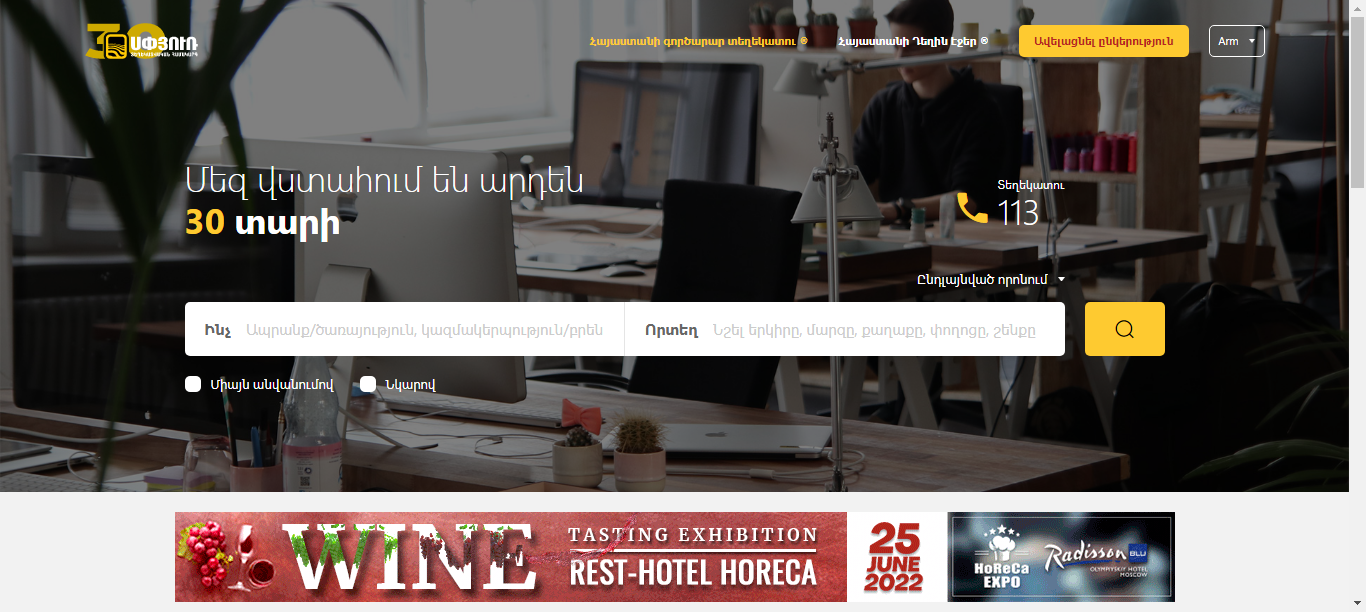 30 ՍՓՅՈՒՌ
ՏԵՂԵԿԱՏՎԱԿԱՆ ՀԱՄԱԿԱՐԳ
Հայաստանի գործարար տեղեկատու ®
Հայաստանի Դեղին Էջեր ®
Ավելացնել ընկերություն
Arm
Մեզ վստահում են արդեն
30 տարի
Տեղեկատու
113
Ընդլայնված որոնում
Ինչ Ապրանք/ծառայություն, կազմակերպություն/բրեն
Որտեղ Նշել երկիրը, մարզը, քաղաքը, փողոցը, շենքը
Միայն անվանումով
Նկարով
WINE
TASTING EXHIBITION
REST-HOTEL HORECA
25
JUNE
2022
HoReCa
EXPO
Radisson BLU
OLYMPIYSKIY HOTEL
MOSCOW